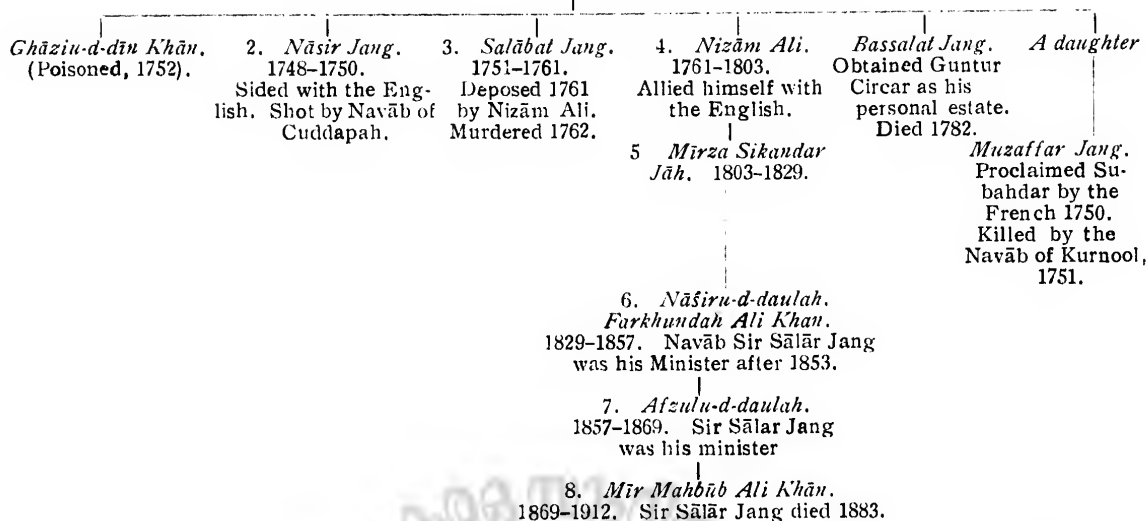 Ghāziu-d-dīn Khān.
(Poisoned, 1752).
2. Nāsir Jang.
1748-1750.
Sided with the Eng-
lish. Shot by Navāb of
Cuddapah.
3. Salābat Jang.
1751-1761.
Deposed 1761
by Nizām Ali.
Murdered 1762.
4. Nizām Ali.
1761-1803.
Allied himself with
the English.
5 Mīrza Sikandar
Jāh. 1803-1829.
Bassalat Jang.
Obtained Guntur
Circar as his
personal estate.
Died 1782.
A daughter
Muzaffar Jang.
Proclaimed Su-
bahdar by the
French 1750.
Killed by the
Navāb of Kurnool,
1751.
6. Nāśiru-d-daulah.
Farkhundah Ali Khan.
1829-1857. Navāb Sir Sālār Jang
was his Minister after 1853.
7. Afzulu-d-daulah.
1857-1869. Sir Sālar Jang
was his minister
8. Mīr Mahbūb Ali Khān.
1869-1912. Sir Sālār Jang died 1883.